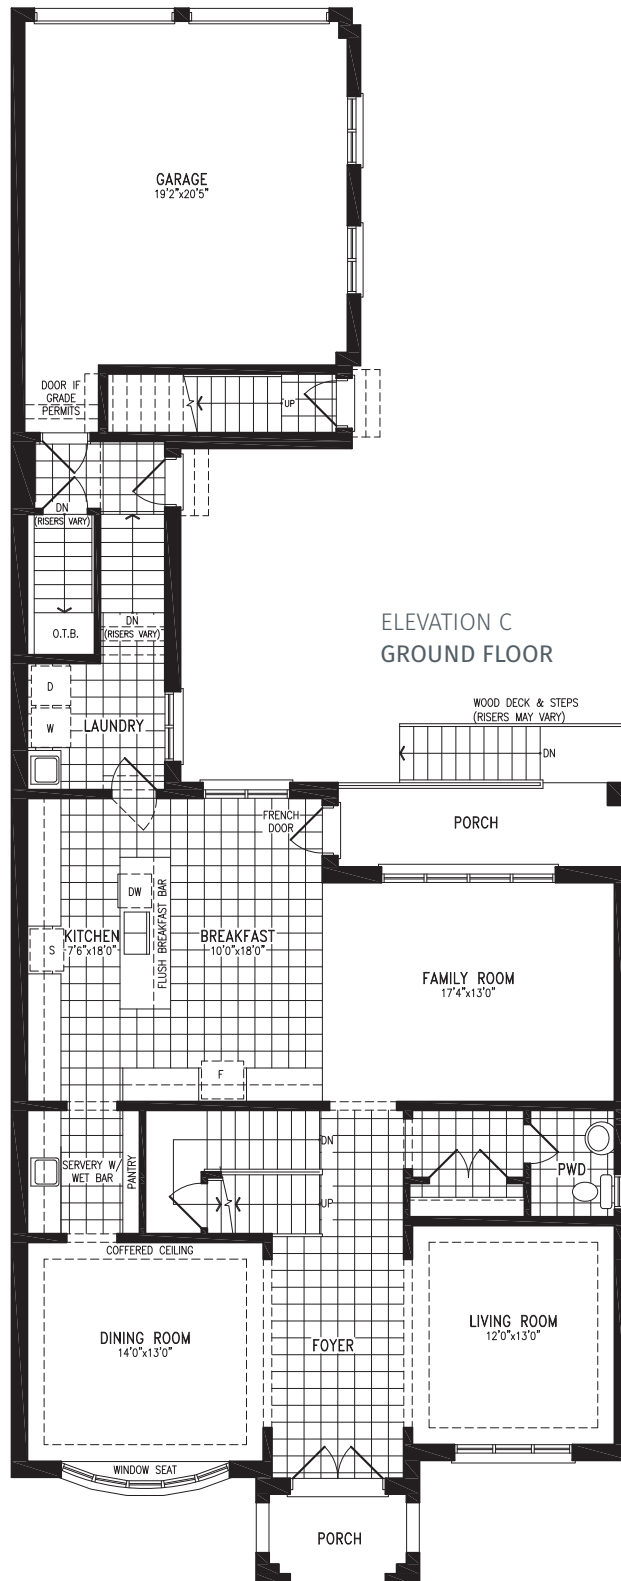 GARAGE
19'2"x20'5"
DOOR IF
GRADE
PERMITS
UP
DN
(RISERS VARY)
O.T.B.
DN
(RISERS VARY)
ELEVATION C
GROUND FLOOR
D
W
LAUNDRY
WOOD DECK & STEPS
(RISERS MAY VARY)
DN
FRENCH
DOOR
PORCH
DW
FLUSH BREAKFAST BAR
S
KITCHEN
7'6"x18'0"
BREAKFAST
10'0"x18'0"
FAMILY ROOM
17'4"x13'0"
F
SERVERY W/
WET BAR
PANTRY
DN
UP
PWD
COFFERED CEILING
DINING ROOM
14'0"x13'0"
FOYER
LIVING ROOM
12'0"x13'0"
WINDOW SEAT
PORCH